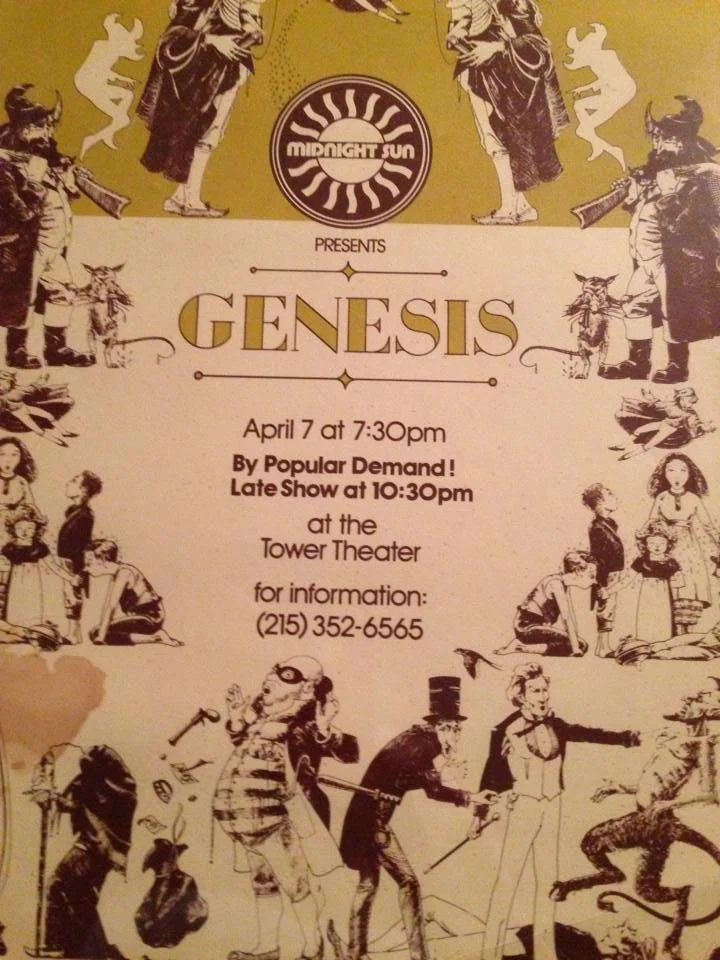 MIDNIGHT SUN
PRESENTS
GENESIS
April 7 at 7:30pm
By Popular Demand!
Late Show at 10:30pm
at the
Tower Theater
for information:
(215) 352-6565